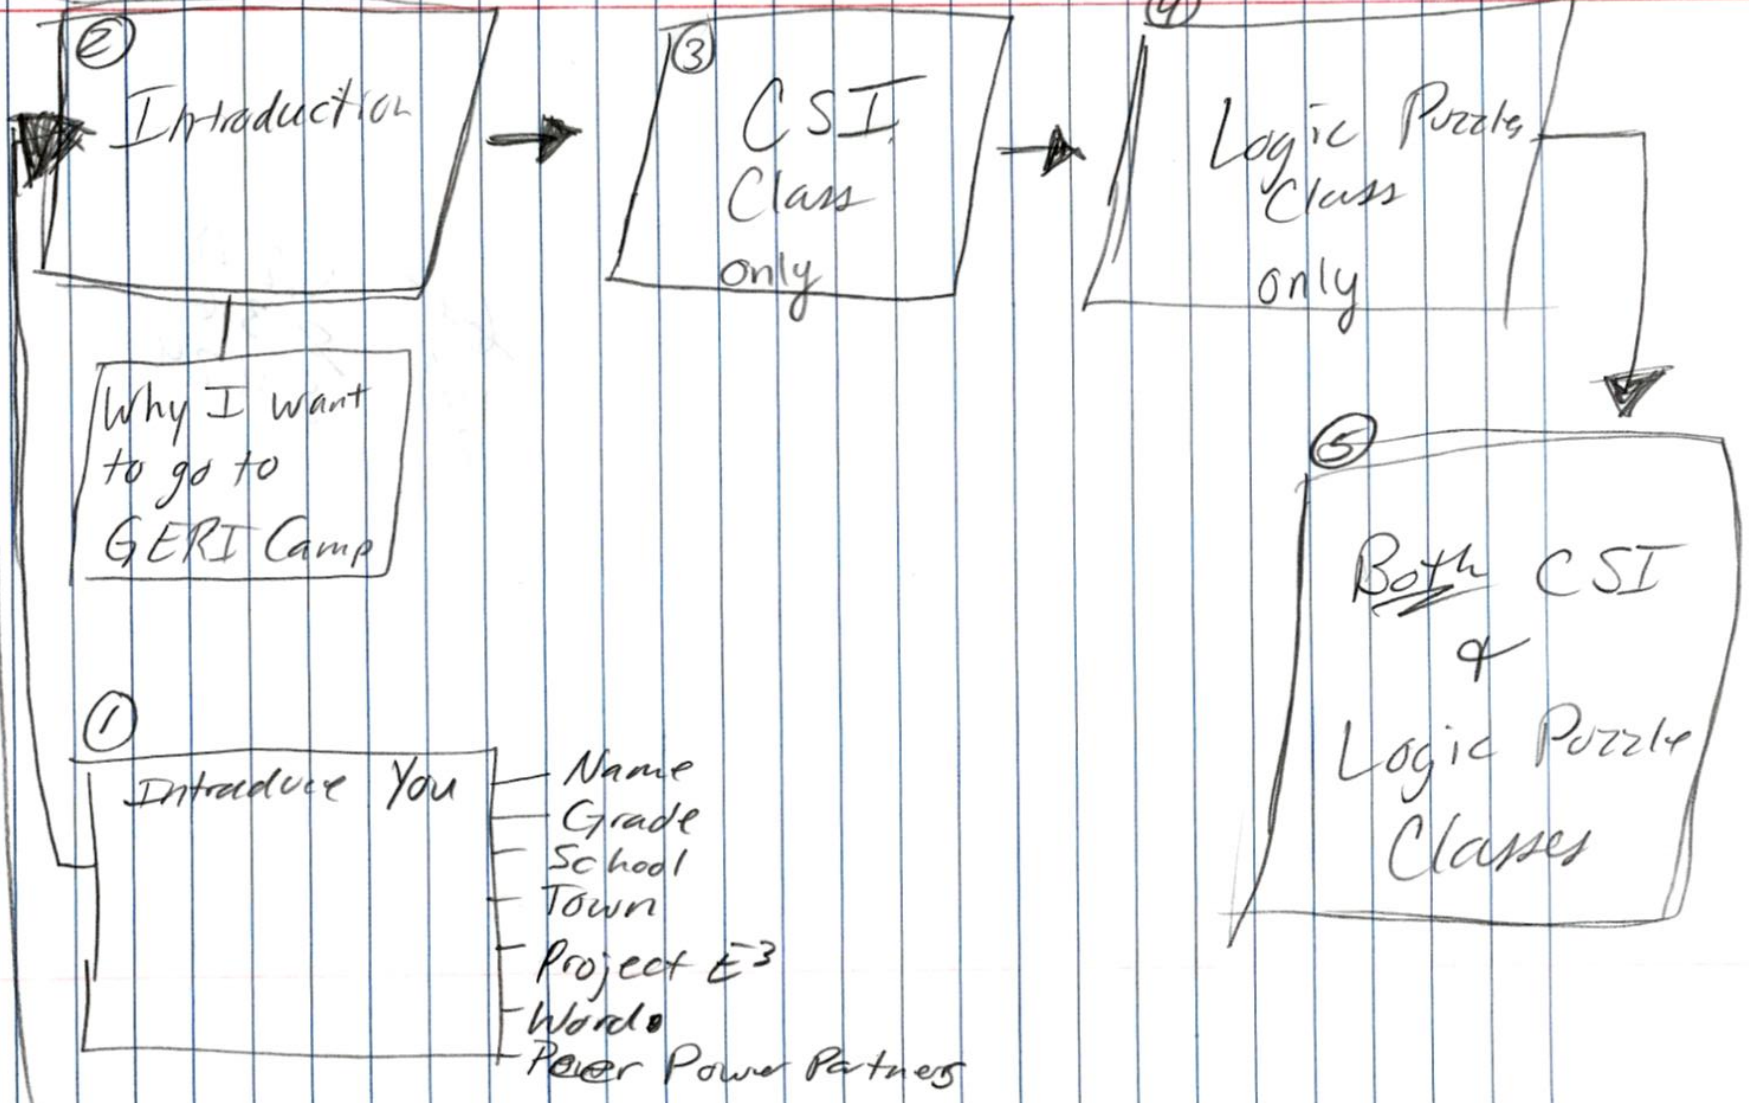 ②
Introduction
③
CSI
Class
only
④
Logic Puzzle
Class
only
Why I want
to go to
GERI Camp
⑤
Both CSI
&
Logic Puzzle
Classes
①
Introduce You
Name
Grade
School
Town
Project E³
Word.
Peer Power Partners